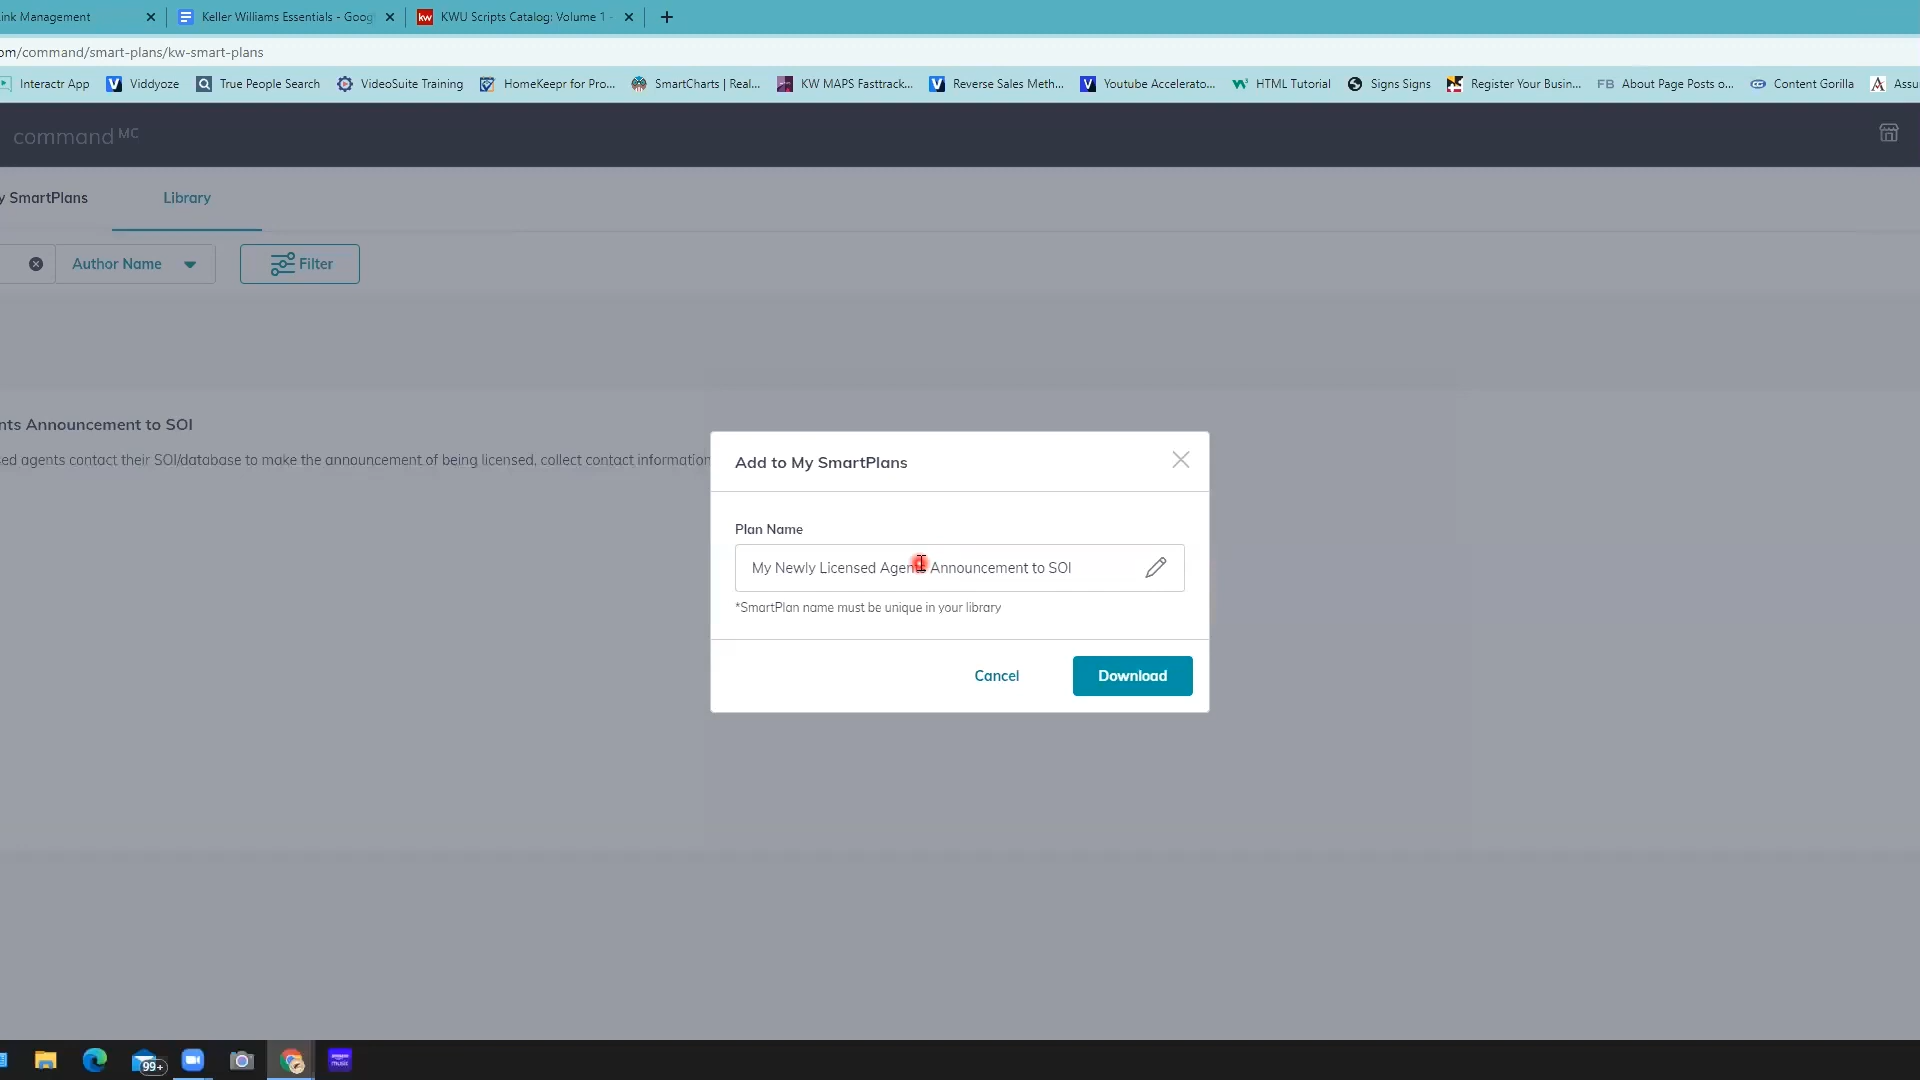 ink Management
Keller Williams Essentials - Goog
kw KWU Scripts Catalog: Volume 1 -
om/command/smart-plans/kw-smart-plans
Interactr App
Viddyoze
True People Search
VideoSuite Training
HomeKeepr for Pro...
SmartCharts | Real...
KW MAPS Fasttrack...
Reverse Sales Meth...
Youtube Accelerato...
HTML Tutorial
Signs Signs
Register Your Busin...
FB About Page Posts o...
Content Gorilla
Assu
command MC
y SmartPlans
Library
Author Name
Filter
nts Announcement to SOI
ed agents contact their SOI/database to make the announcement of being licensed, collect contact information
Add to My SmartPlans
Plan Name
My Newly Licensed Agents Announcement to SOI
*SmartPlan name must be unique in your library
Cancel
Download
99+